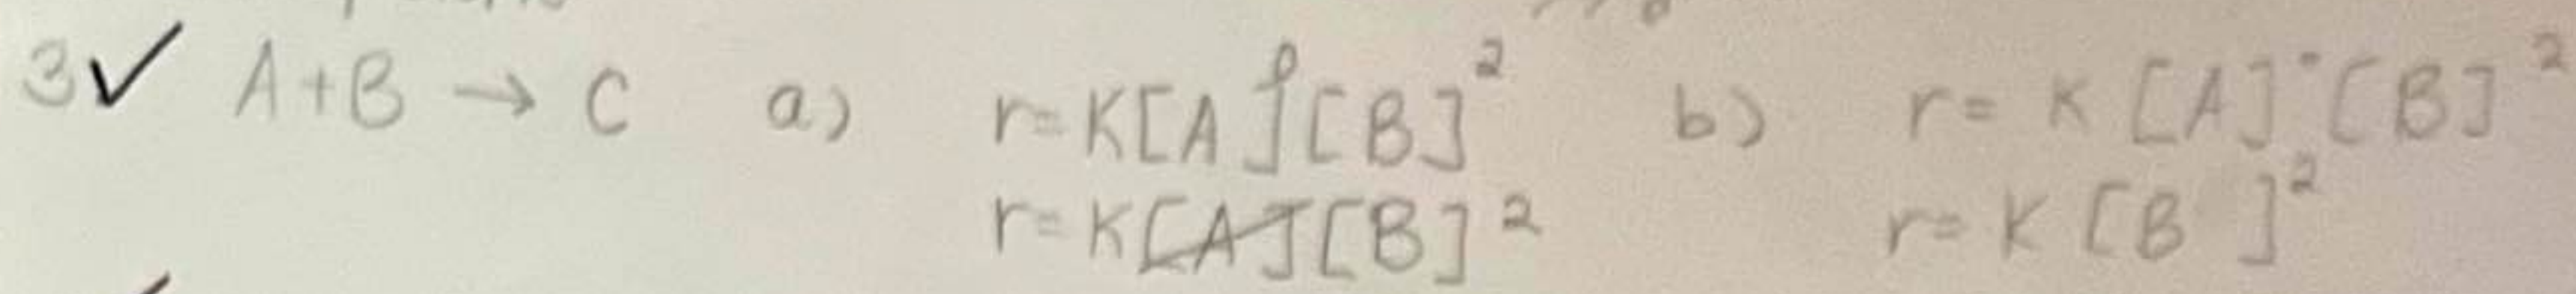 3✓ A+B → C a) r=K[A]⁰[B]² b) r= K [A]°[B]²
r=K[A][B]² r=K[B]²